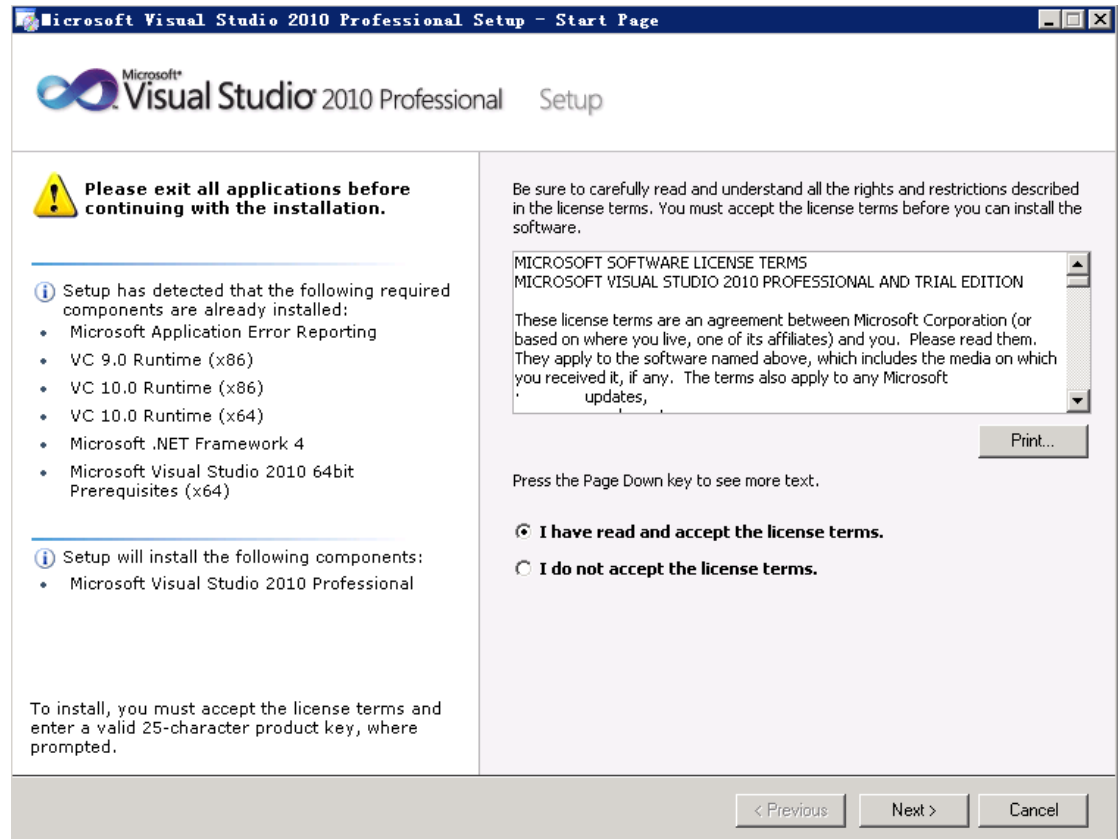 Microsoft Visual Studio 2010 Professional Setup - Start Page
Microsoft®
Visual Studio® 2010 Professional Setup
Please exit all applications before
continuing with the installation.
Setup has detected that the following required
components are already installed:
• Microsoft Application Error Reporting
• VC 9.0 Runtime (x86)
• VC 10.0 Runtime (x86)
• VC 10.0 Runtime (x64)
• Microsoft .NET Framework 4
• Microsoft Visual Studio 2010 64bit
Prerequisites (x64)
Setup will install the following components:
• Microsoft Visual Studio 2010 Professional
To install, you must accept the license terms and
enter a valid 25-character product key, where
prompted.
Be sure to carefully read and understand all the rights and restrictions described
in the license terms. You must accept the license terms before you can install the
software.
MICROSOFT SOFTWARE LICENSE TERMS
MICROSOFT VISUAL STUDIO 2010 PROFESSIONAL AND TRIAL EDITION
These license terms are an agreement between Microsoft Corporation (or
based on where you live, one of its affiliates) and you. Please read them.
They apply to the software named above, which includes the media on which
you received it, if any. The terms also apply to any Microsoft
· updates,
Print...
Press the Page Down key to see more text.
I have read and accept the license terms.
I do not accept the license terms.
< Previous
Next >
Cancel